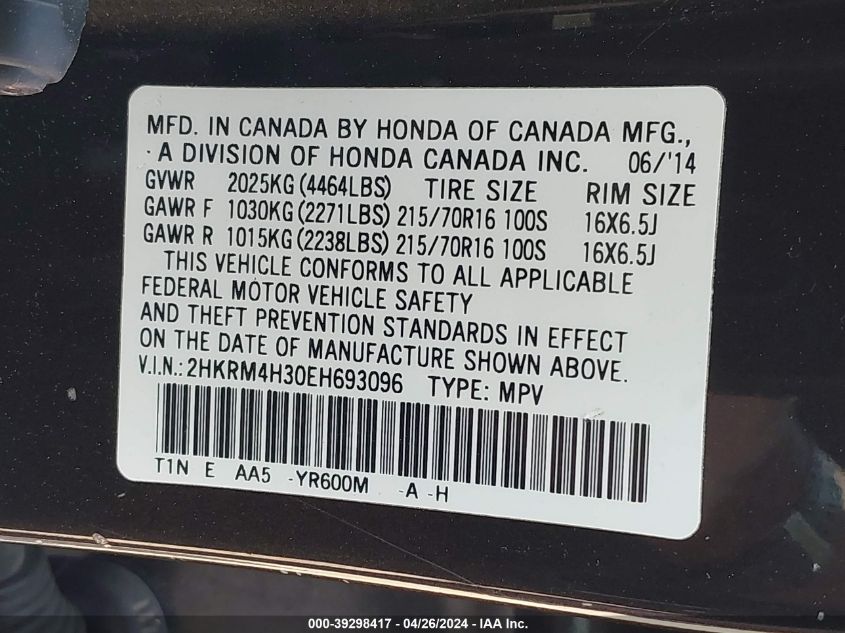 MFD. IN CANADA BY HONDA OF CANADA MFG.,
A DIVISION OF HONDA CANADA INC. 06/'14
GVWR 2025KG (4464LBS) TIRE SIZE RIM SIZE
GAWR F 1030KG (2271LBS) 215/70R16 100S 16X6.5J
GAWR R 1015KG (2238LBS) 215/70R16 100S 16X6.5J
THIS VEHICLE CONFORMS TO ALL APPLICABLE
FEDERAL MOTOR VEHICLE SAFETY
AND THEFT PREVENTION STANDARDS IN EFFECT
ON THE DATE OF MANUFACTURE SHOWN ABOVE.
V.I.N.: 2HKRM4H30EH693096 TYPE: MPV
T1N E AA5 -YR600M -A -H
000-39298417 - 04/26/2024 - IAA Inc.